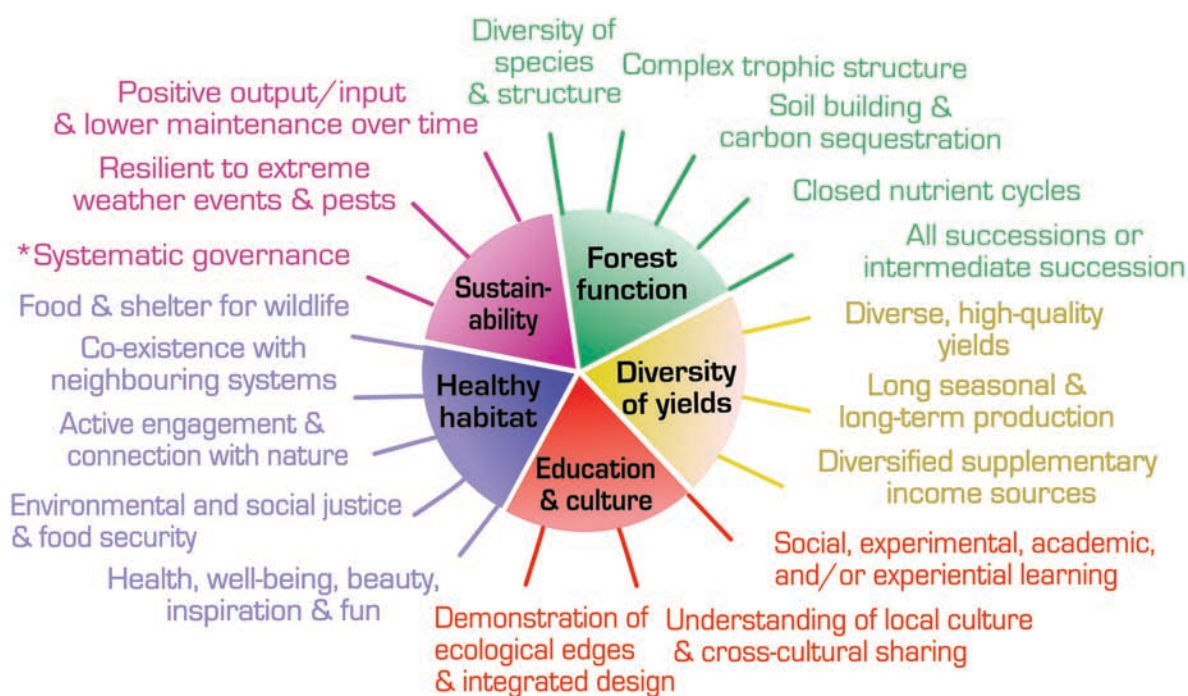 Diversity of
species
& structure
Complex trophic structure
Soil building &
carbon sequestration
Closed nutrient cycles
All successions or
intermediate succession
Diverse, high-quality
yields
Long seasonal &
long-term production
Diversified supplementary
income sources
Social, experimental, academic,
and/or experiential learning
Understanding of local culture
& cross-cultural sharing
Demonstration of
ecological edges
& integrated design
Health, well-being, beauty,
inspiration & fun
Environmental and social justice
& food security
Active engagement &
connection with nature
Co-existence with
neighbouring systems
Food & shelter for wildlife
*Systematic governance
Resilient to extreme
weather events & pests
Positive output/input
& lower maintenance over time
Forest
function
Diversity
of yields
Education
& culture
Healthy
habitat
Sustain-
ability